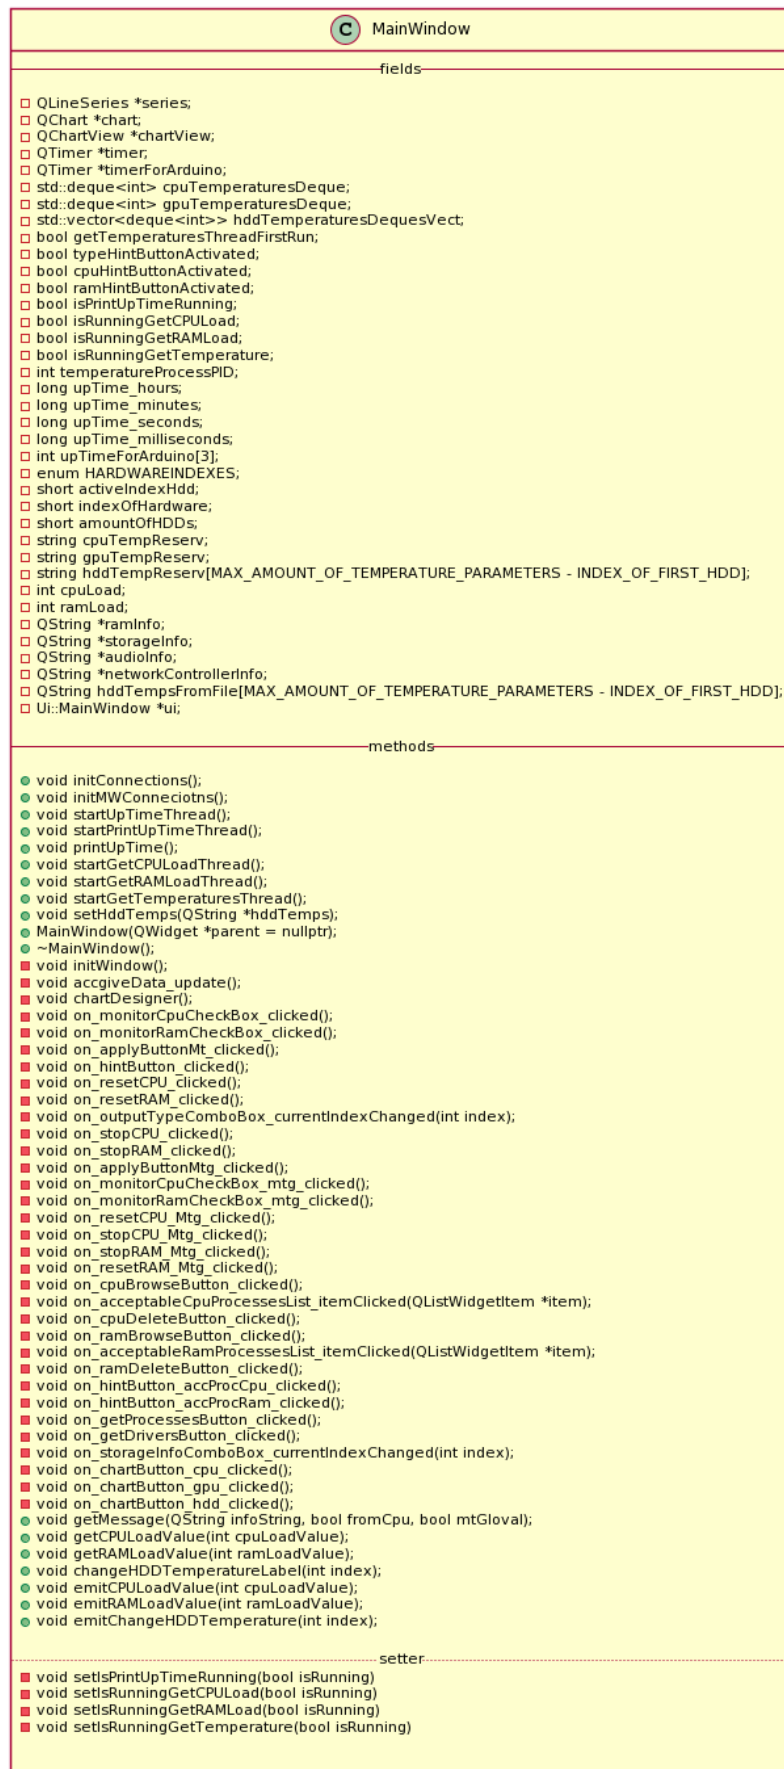 C MainWindow
fields
QLineSeries *series;
QChart *chart;
QChartView *chartView;
QTimer *timer;
QTimer *timerForArduino;
std::deque<int> cpuTemperaturesDeque;
std::deque<int> gpuTemperaturesDeque;
std::vector<deque<int>> hddTemperaturesDequesVect;
bool getTemperaturesThreadFirstRun;
bool typeHintButtonActivated;
bool cpuHintButtonActivated;
bool ramHintButtonActivated;
bool isPrintUpTimeRunning;
bool isRunningGetCPULoad;
bool isRunningGetRAMLoad;
bool isRunningGetTemperature;
int temperatureProcessPID;
long upTime_hours;
long upTime_minutes;
long upTime_seconds;
long upTime_milliseconds;
int upTimeForArduino[3];
enum HARDWAREINDEXES;
short activeIndexHdd;
short indexOfHardware;
short amountOfHDDs;
string cpuTempReserv;
string gpuTempReserv;
string hddTempReserv[MAX_AMOUNT_OF_TEMPERATURE_PARAMETERS - INDEX_OF_FIRST_HDD];
int cpuLoad;
int ramLoad;
QString *ramInfo;
QString *storageInfo;
QString *audioInfo;
QString *networkControllerInfo;
QString hddTempsFromFile[MAX_AMOUNT_OF_TEMPERATURE_PARAMETERS - INDEX_OF_FIRST_HDD];
Ui::MainWindow *ui;
methods
void initConnections();
void initMWConneciotns();
void startUpTimeThread();
void startPrintUpTimeThread();
void printUpTime();
void startGetCPULoadThread();
void startGetRAMLoadThread();
void startGetTemperaturesThread();
void setHddTemps(QString *hddTemps);
MainWindow(QWidget *parent = nullptr);
~MainWindow();
void initWindow();
void accgiveData_update();
void chartDesigner();
void on_monitorCpuCheckBox_clicked();
void on_monitorRamCheckBox_clicked();
void on_applyButtonMt_clicked();
void on_hintButton_clicked();
void on_resetCPU_clicked();
void on_resetRAM_clicked();
void on_outputTypeComboBox_currentIndexChanged(int index);
void on_stopCPU_clicked();
void on_stopRAM_clicked();
void on_applyButtonMtg_clicked();
void on_monitorCpuCheckBox_mtg_clicked();
void on_monitorRamCheckBox_mtg_clicked();
void on_resetCPU_Mtg_clicked();
void on_stopCPU_Mtg_clicked();
void on_stopRAM_Mtg_clicked();
void on_resetRAM_Mtg_clicked();
void on_cpuBrowseButton_clicked();
void on_acceptableCpuProcessesList_itemClicked(QListWidgetItem *item);
void on_cpuDeleteButton_clicked();
void on_ramBrowseButton_clicked();
void on_acceptableRamProcessesList_itemClicked(QListWidgetItem *item);
void on_ramDeleteButton_clicked();
void on_hintButton_accProcCpu_clicked();
void on_hintButton_accProcRam_clicked();
void on_getProcessesButton_clicked();
void on_getDriversButton_clicked();
void on_storageInfoComboBox_currentIndexChanged(int index);
void on_chartButton_cpu_clicked();
void on_chartButton_gpu_clicked();
void on_chartButton_hdd_clicked();
void getMessage(QString infoString, bool fromCpu, bool mtGloval);
void getCPULoadValue(int cpuLoadValue);
void getRAMLoadValue(int ramLoadValue);
void changeHDDTemperatureLabel(int index);
void emitCPULoadValue(int cpuLoadValue);
void emitRAMLoadValue(int ramLoadValue);
void emitChangeHDDTemperature(int index);
setter
void setIsPrintUpTimeRunning(bool isRunning)
void setIsRunningGetCPULoad(bool isRunning)
void setIsRunningGetRAMLoad(bool isRunning)
void setIsRunningGetTemperature(bool isRunning)